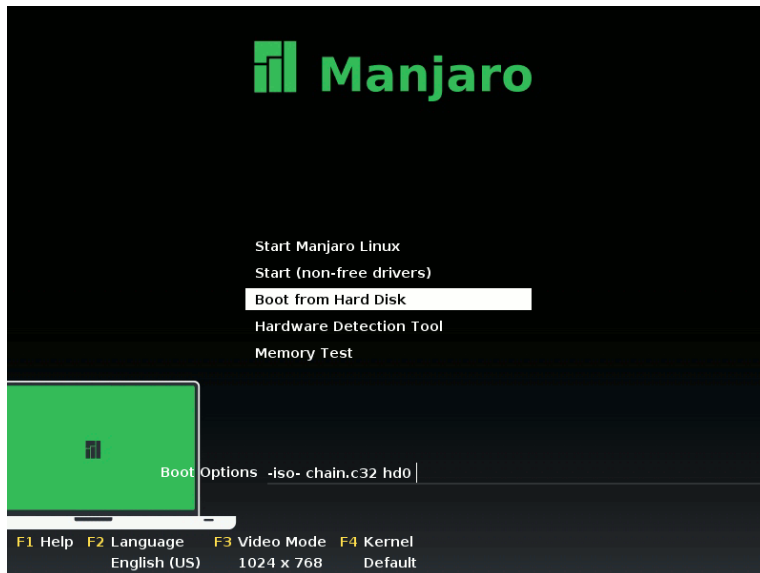 Manjaro
Start Manjaro Linux
Start (non-free drivers)
Boot from Hard Disk
Hardware Detection Tool
Memory Test
Boot Options -iso- chain.c32 hd0
F1 Help F2 Language F3 Video Mode F4 Kernel
English (US) 1024 x 768 Default